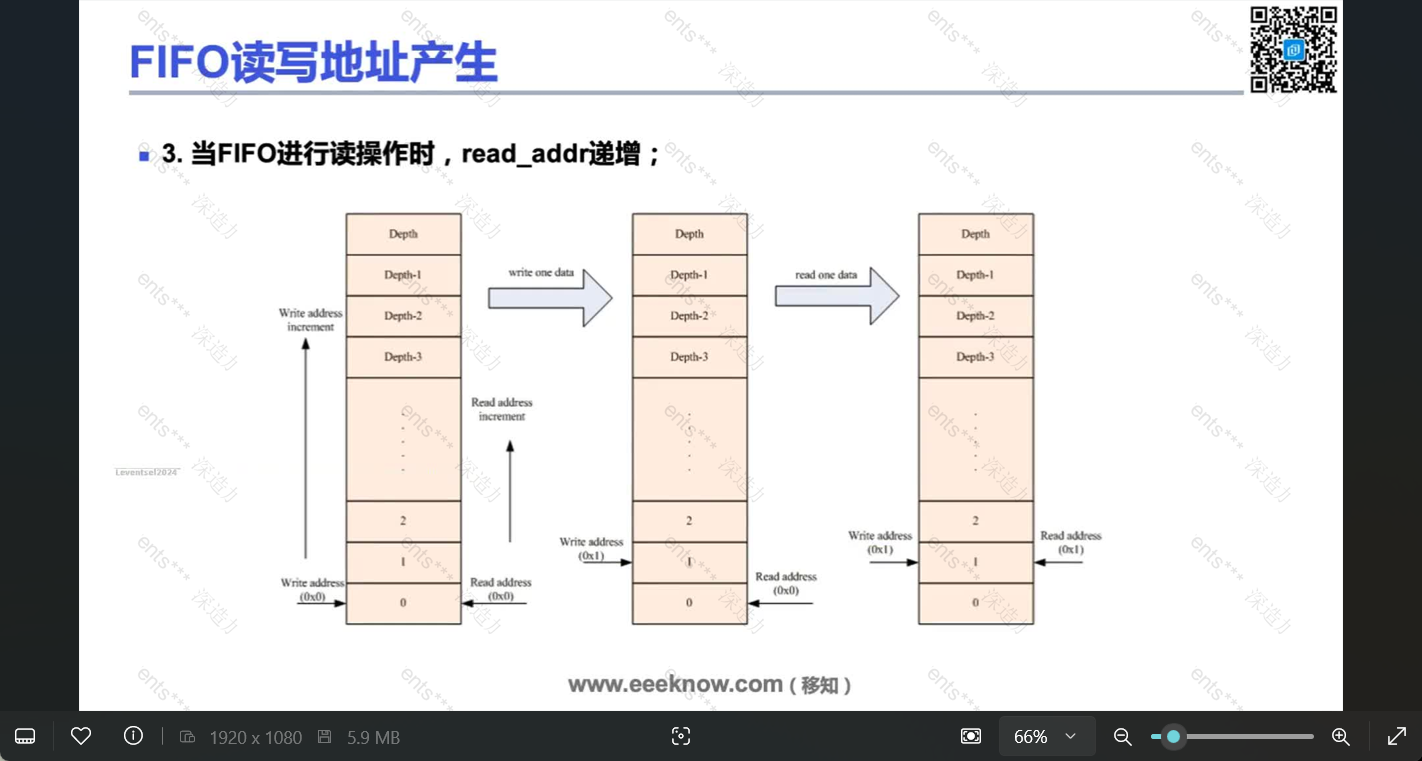 FIFO读写地址产生
3. 当FIFO进行读操作时，read_addr递增；
Depth
Depth-1
Depth-2
Depth-3
2
1
0
Write address
increment
Write address
(0x0)
Read address
increment
Read address
(0x0)
write one data
Depth
Depth-1
Depth-2
Depth-3
2
1
0
Write address
(0x1)
Read address
(0x0)
read one data
Depth
Depth-1
Depth-2
Depth-3
2
1
0
Write address
(0x1)
Read address
(0x1)
Leventsel2024
www.eeeknow.com（移知）
ents*** 深造力
1920 x 1080
5.9 MB
66%